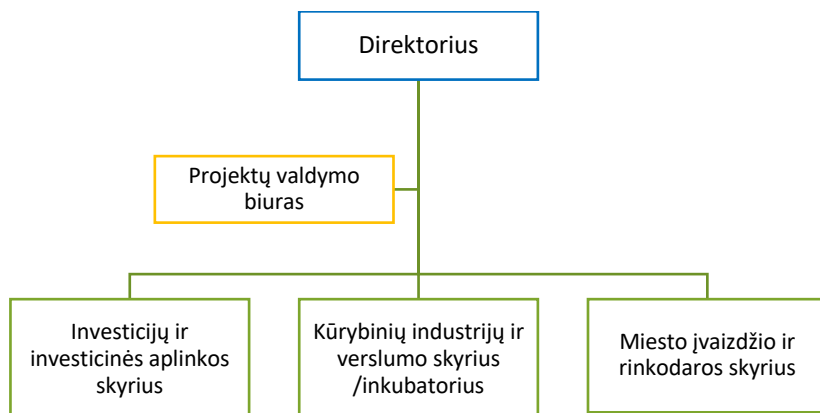 Direktorius
Projektų valdymo
biuras
Investicijų ir
investicinės aplinkos
skyrius
Kūrybinių industrijų ir
verslumo skyrius
/inkubatorius
Miesto įvaizdžio ir
rinkodaros skyrius